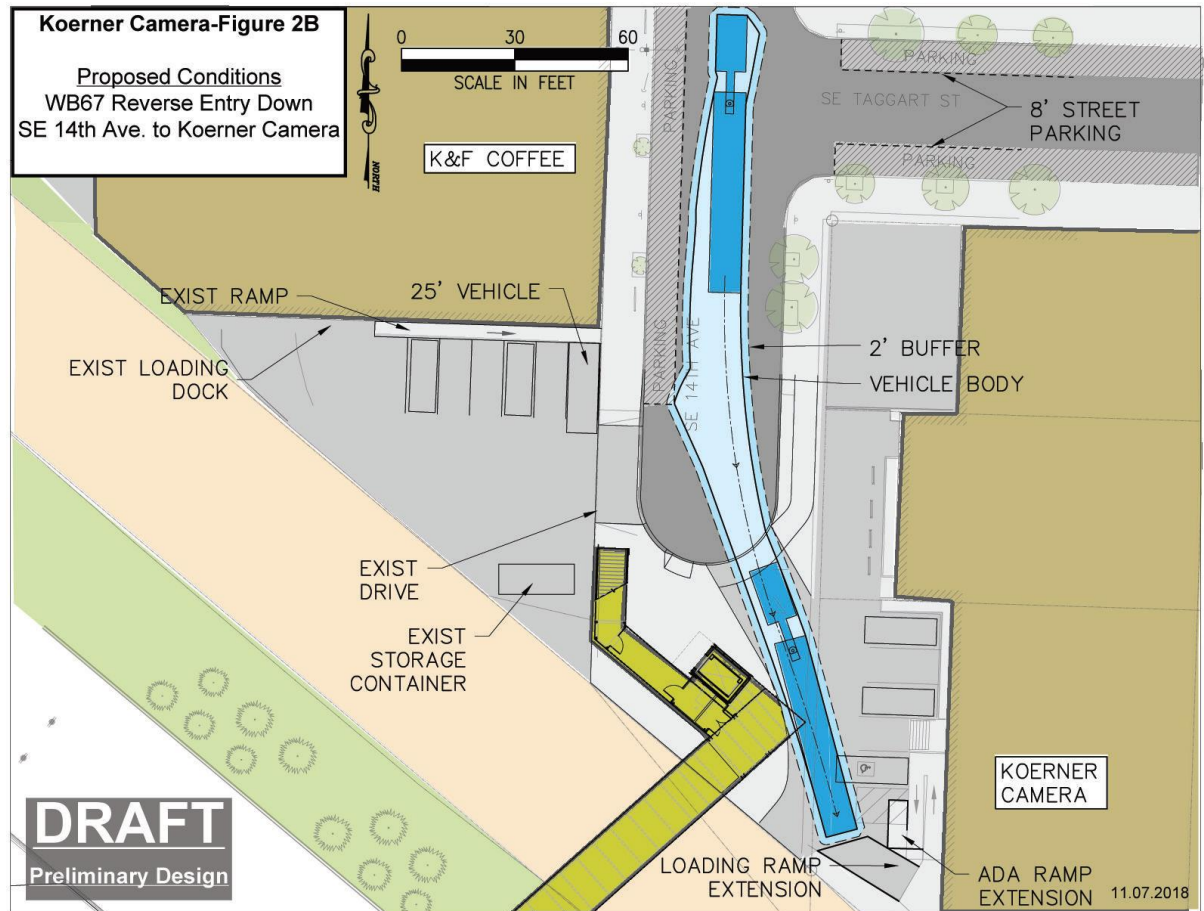 Koerner Camera-Figure 2B
Proposed Conditions
WB67 Reverse Entry Down
SE 14th Ave. to Koerner Camera
NORTH
0 30 60
SCALE IN FEET
K&F COFFEE
PARKING
PARKING
SE TAGGART ST
8' STREET
PARKING
PARKING
EXIST RAMP
25' VEHICLE
EXIST LOADING
DOCK
PARKING
SE 14TH AVE
2' BUFFER
VEHICLE BODY
EXIST
DRIVE
EXIST
STORAGE
CONTAINER
KOERNER
CAMERA
LOADING RAMP
EXTENSION
ADA RAMP
EXTENSION
11.07.2018
DRAFT
Preliminary Design